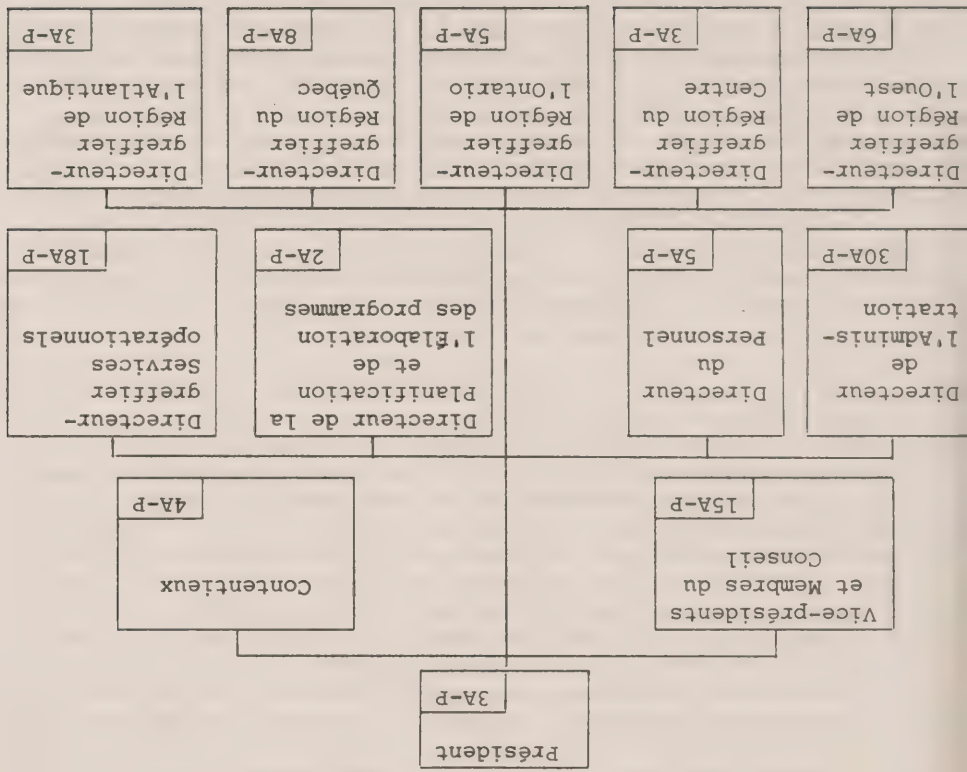 Président
3A-P
Vice-présidents
et Membres du
Conseil
15A-P
Contentieux
4A-P
Directeur
de
l'Adminis-
tration
30A-P
Directeur
du
Personnel
5A-P
Directeur de la
Planification
et de
l'Élaboration
des programmes
2A-P
Directeur-
greffier
Services
opérationnels
18A-P
Directeur-
greffier
Région de
l'Ouest
6A-P
Directeur-
greffier
Région du
Centre
3A-P
Directeur-
greffier
Région de
l'Ontario
5A-P
Directeur-
greffier
Région du
Québec
8A-P
Directeur-
greffier
Région de
l'Atlantique
3A-P